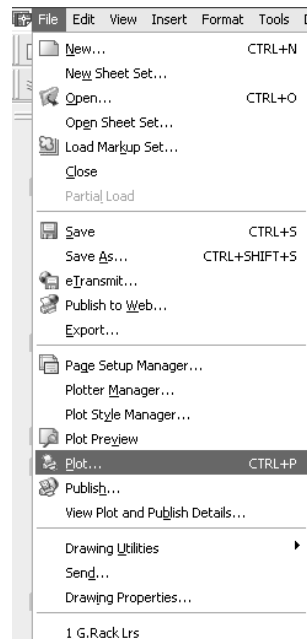 File Edit View Insert Format Tools
New... CTRL+N
New Sheet Set...
Open... CTRL+O
Open Sheet Set...
Load Markup Set...
Close
Partial Load
Save CTRL+S
Save As... CTRL+SHIFT+S
eTransmit...
Publish to Web...
Export...
Page Setup Manager...
Plotter Manager...
Plot Style Manager...
Plot Preview
Plot... CTRL+P
Publish...
View Plot and Publish Details...
Drawing Utilities
Send...
Drawing Properties...
1 G.Rack Lrs